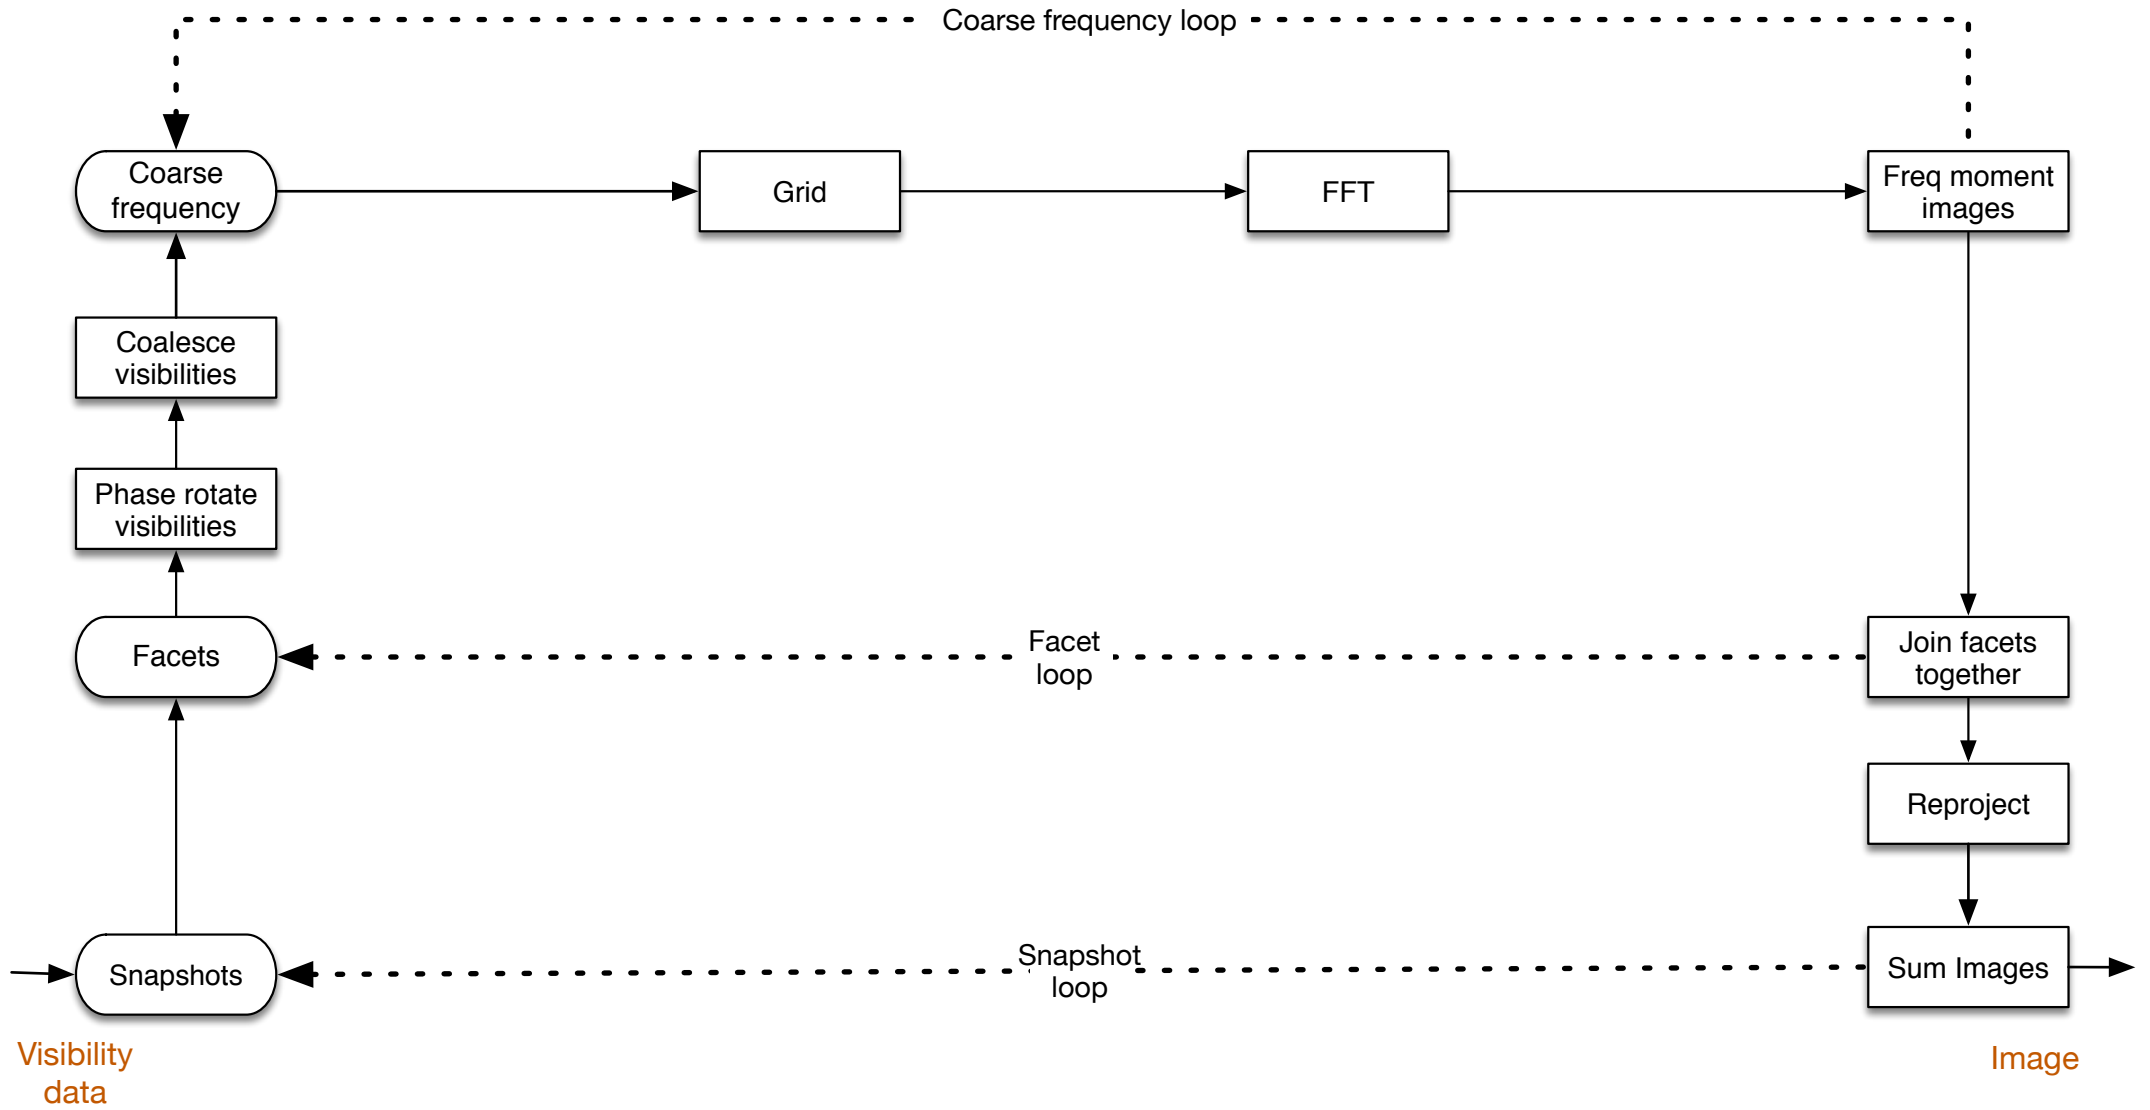 Coarse frequency loop
Coarse
frequency
Grid
FFT
Freq moment
images
Coalesce
visibilities
Phase rotate
visibilities
Facets
Facet
loop
Join facets
together
Reproject
Snapshots
Snapshot
loop
Sum Images
Visibility
data
Image